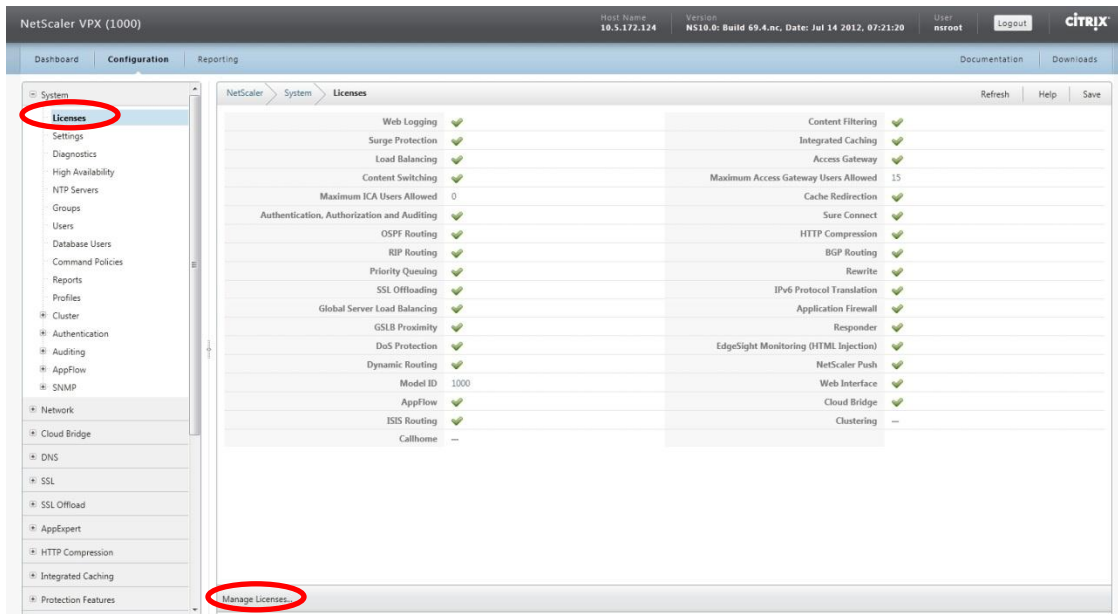 NetScaler VPX (1000)
Host Name
10.5.172.124
Version
NS10.0: Build 69.4.nc, Date: Jul 14 2012, 07:21:20
User
nsroot
Logout
CITRIX
Dashboard
Configuration
Reporting
Documentation
Downloads
System
Licenses
Settings
Diagnostics
High Availability
NTP Servers
Groups
Users
Database Users
Command Policies
Reports
Profiles
Cluster
Authentication
Auditing
AppFlow
SNMP
Network
Cloud Bridge
DNS
SSL
SSL Offload
AppExpert
HTTP Compression
Integrated Caching
Protection Features
NetScaler
System
Licenses
Refresh
Help
Save
Web Logging
Content Filtering
Surge Protection
Integrated Caching
Load Balancing
Access Gateway
Content Switching
Maximum Access Gateway Users Allowed 15
Maximum ICA Users Allowed 0
Cache Redirection
Authentication, Authorization and Auditing
Sure Connect
OSPF Routing
HTTP Compression
RIP Routing
BGP Routing
Priority Queuing
Rewrite
SSL Offloading
IPv6 Protocol Translation
Global Server Load Balancing
Application Firewall
GSLB Proximity
Responder
DoS Protection
EdgeSight Monitoring (HTML Injection)
Dynamic Routing
NetScaler Push
Model ID 1000
Web Interface
AppFlow
Cloud Bridge
ISIS Routing
Clustering —
Callhome —
Manage Licenses...